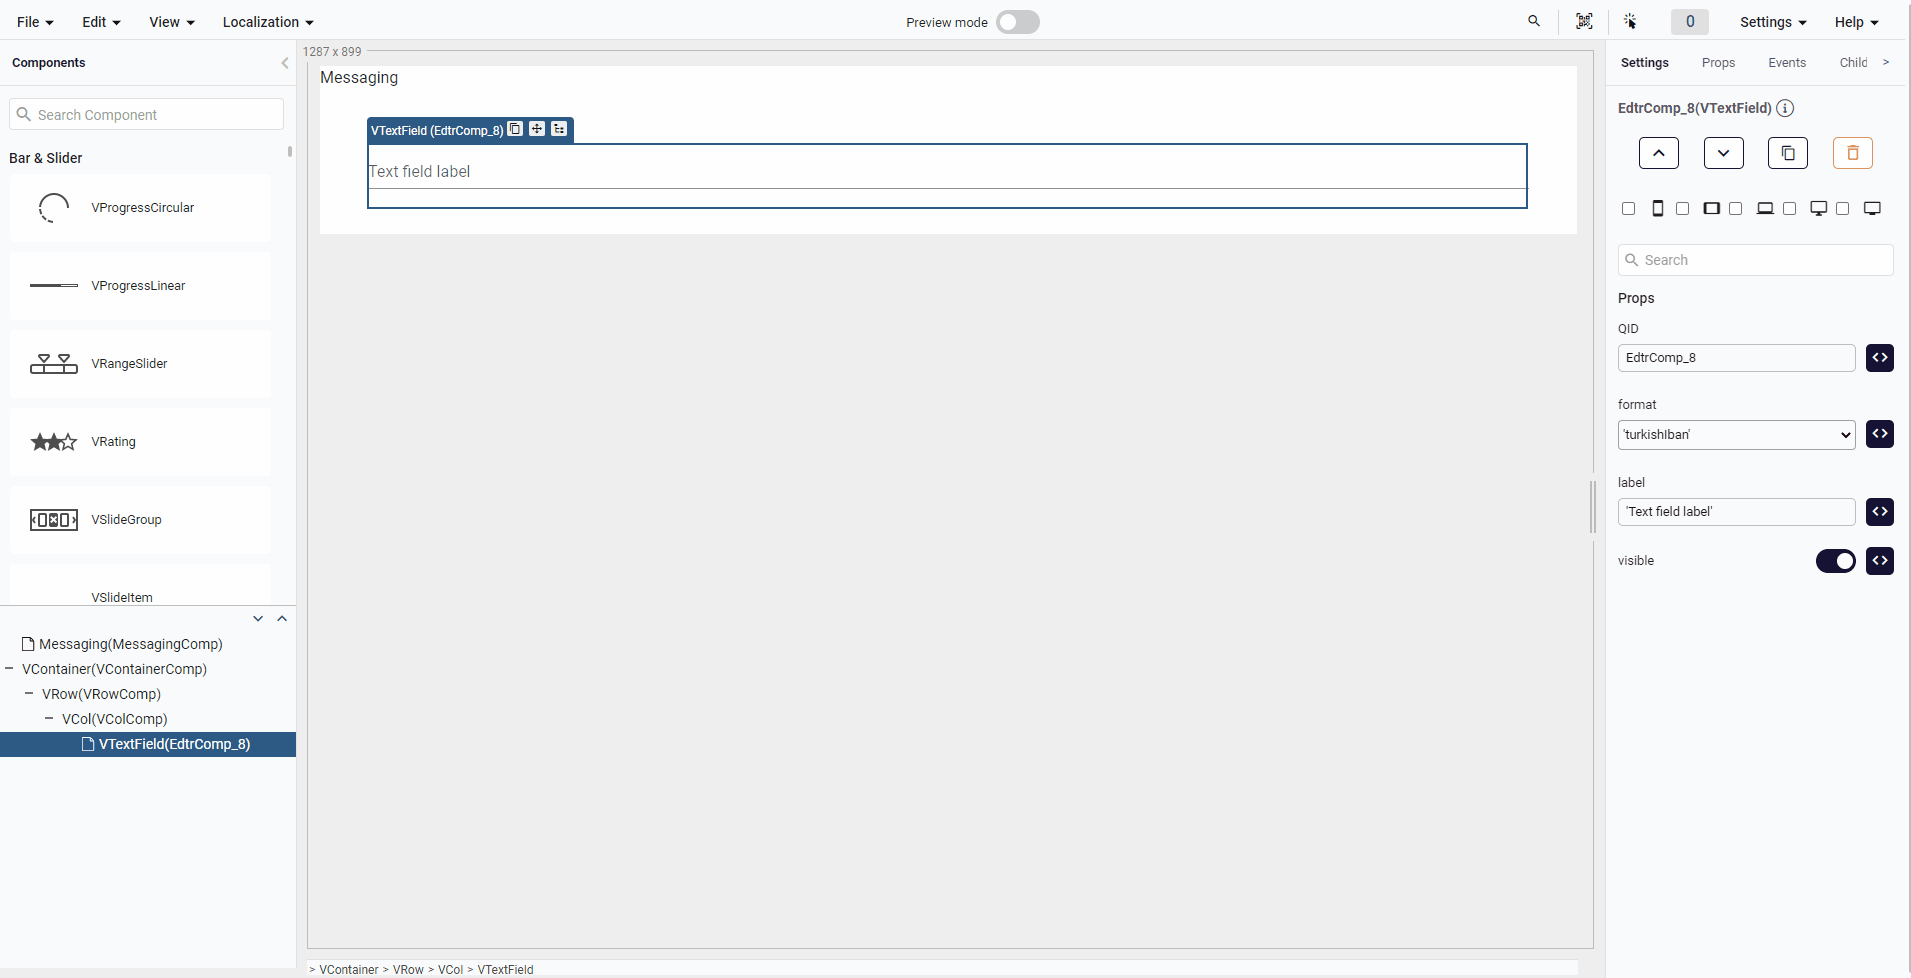 File Edit View Localization Preview mode 0 Settings Help
Components
Search Component
Bar & Slider
VProgressCircular
VProgressLinear
VRangeSlider
VRating
VSlideGroup
VSlideItem
Messaging(MessagingComp)
VContainer(VContainerComp)
VRow(VRowComp)
VCol(VColComp)
VTextField(EdtrComp_8)
1287 x 899
Messaging
VTextField (EdtrComp_8)
Text field label
> VContainer > VRow > VCol > VTextField
Settings Props Events Child >
EdtrComp_8(VTextField)
Search
Props
QID
EdtrComp_8
format
'turkishIban'
label
'Text field label'
visible